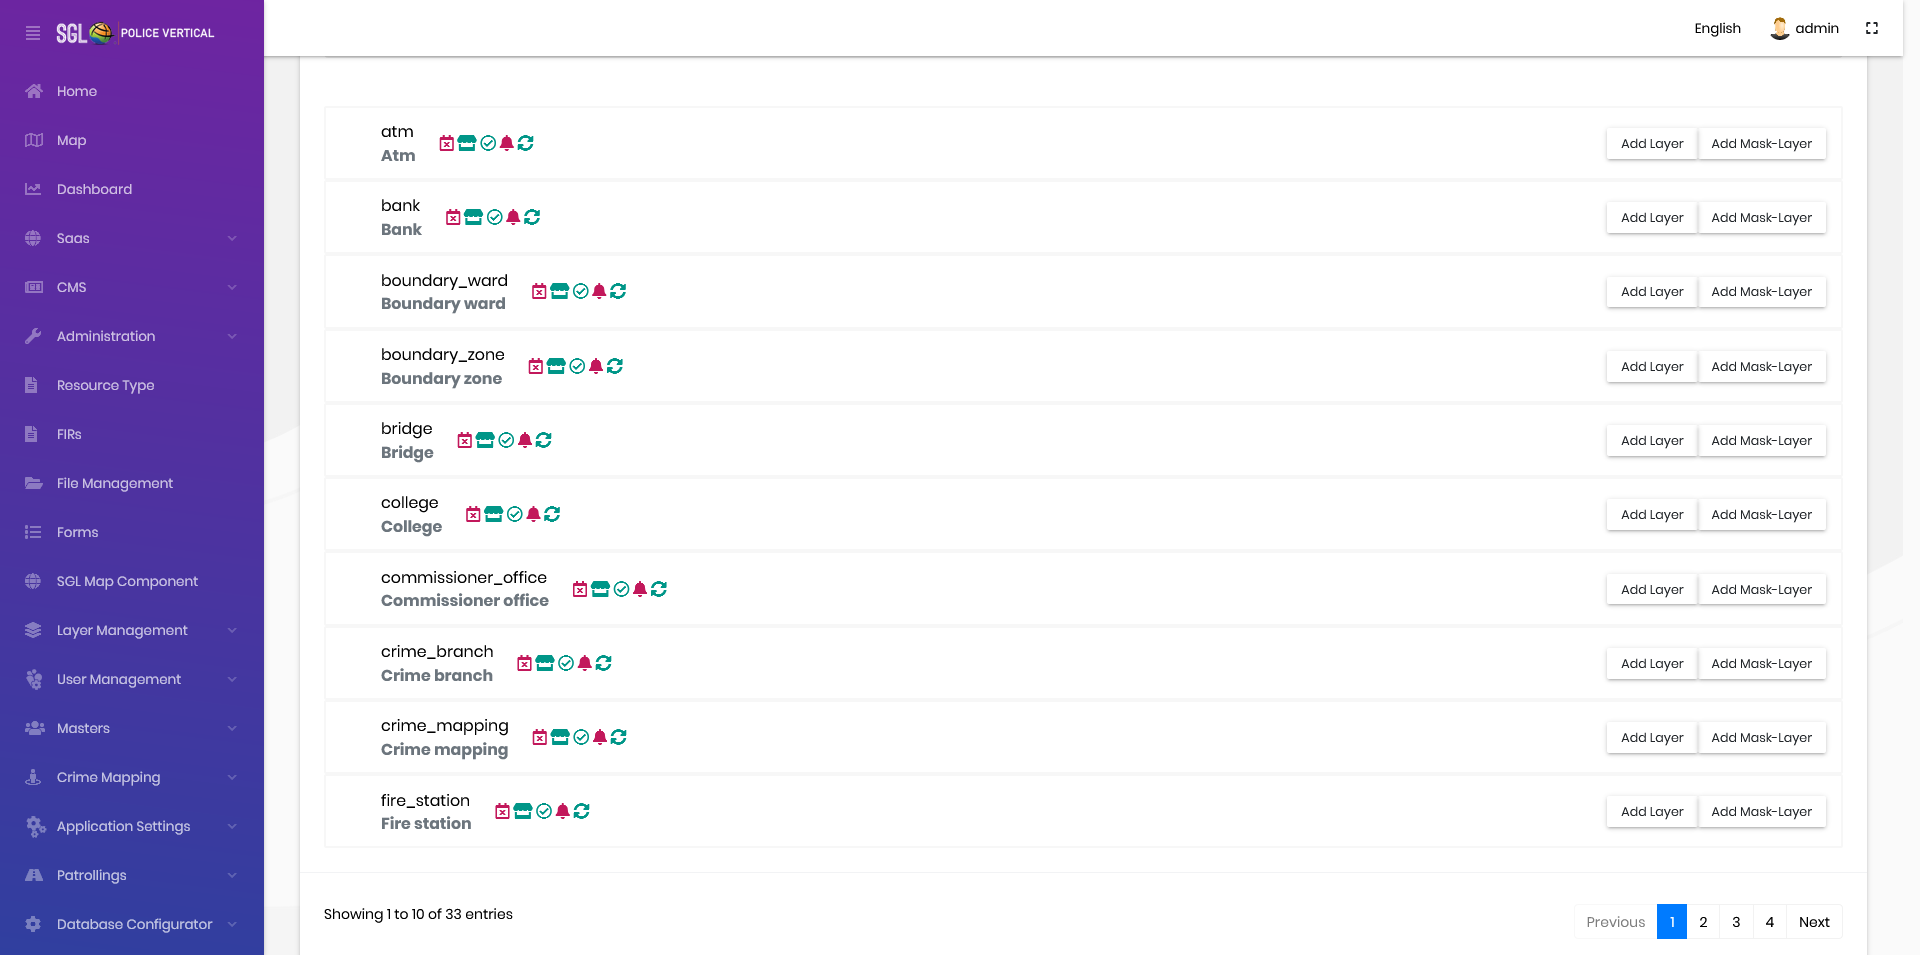 SGL POLICE VERTICAL
English
admin
Home
Map
Dashboard
Saas
CMS
Administration
Resource Type
FIRs
File Management
Forms
SGL Map Component
Layer Management
User Management
Masters
Crime Mapping
Application Settings
Patrollings
Database Configurator
atm
Atm
Add Layer Add Mask-Layer
bank
Bank
Add Layer Add Mask-Layer
boundary_ward
Boundary ward
Add Layer Add Mask-Layer
boundary_zone
Boundary zone
Add Layer Add Mask-Layer
bridge
Bridge
Add Layer Add Mask-Layer
college
College
Add Layer Add Mask-Layer
commissioner_office
Commissioner office
Add Layer Add Mask-Layer
crime_branch
Crime branch
Add Layer Add Mask-Layer
crime_mapping
Crime mapping
Add Layer Add Mask-Layer
fire_station
Fire station
Add Layer Add Mask-Layer
Showing 1 to 10 of 33 entries
Previous 1 2 3 4 Next